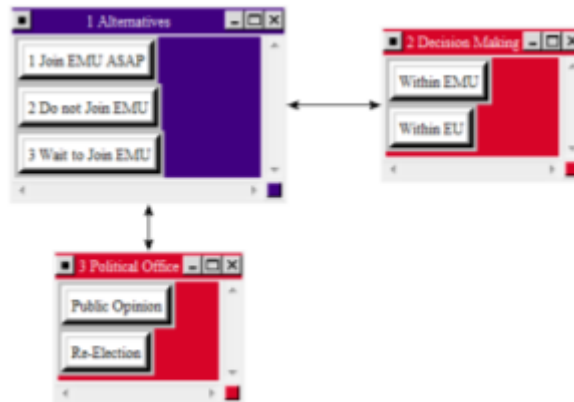 1 Alternatives
1 Join EMU ASAP
2 Do not Join EMU
3 Wait to Join EMU
2 Decision Making
Within EMU
Within EU
3 Political Office
Public Opinion
Re-Election